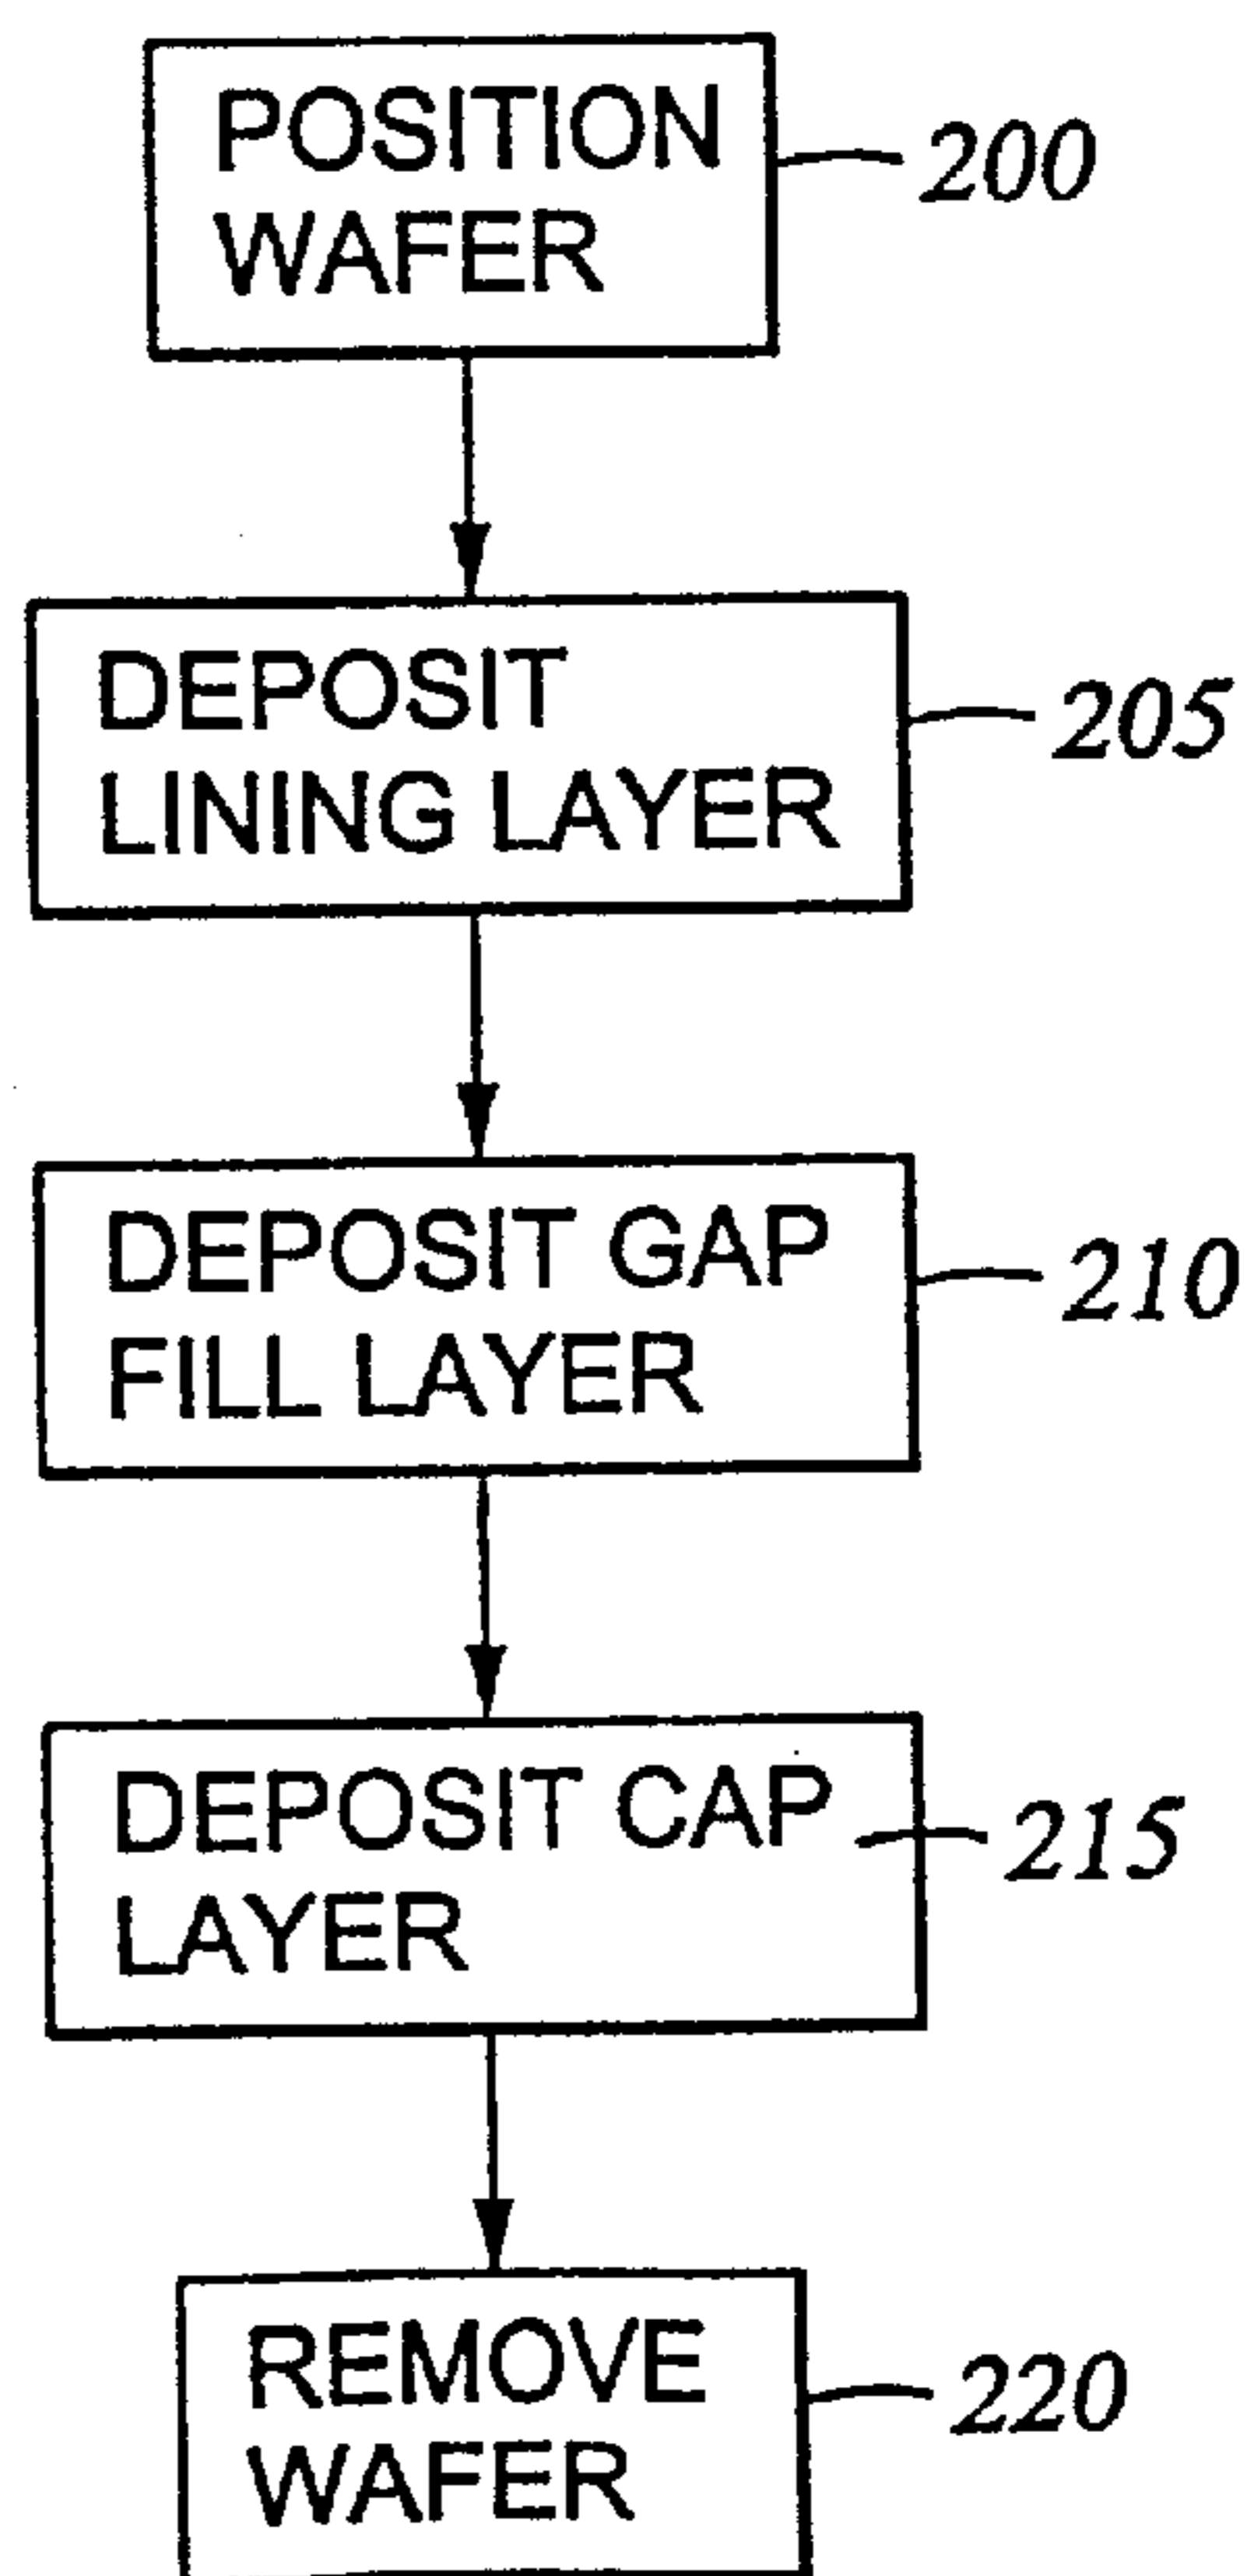 POSITION
WAFER
200
DEPOSIT
LINING LAYER
205
DEPOSIT GAP
FILL LAYER
210
DEPOSIT CAP
LAYER
215
REMOVE
WAFER
220